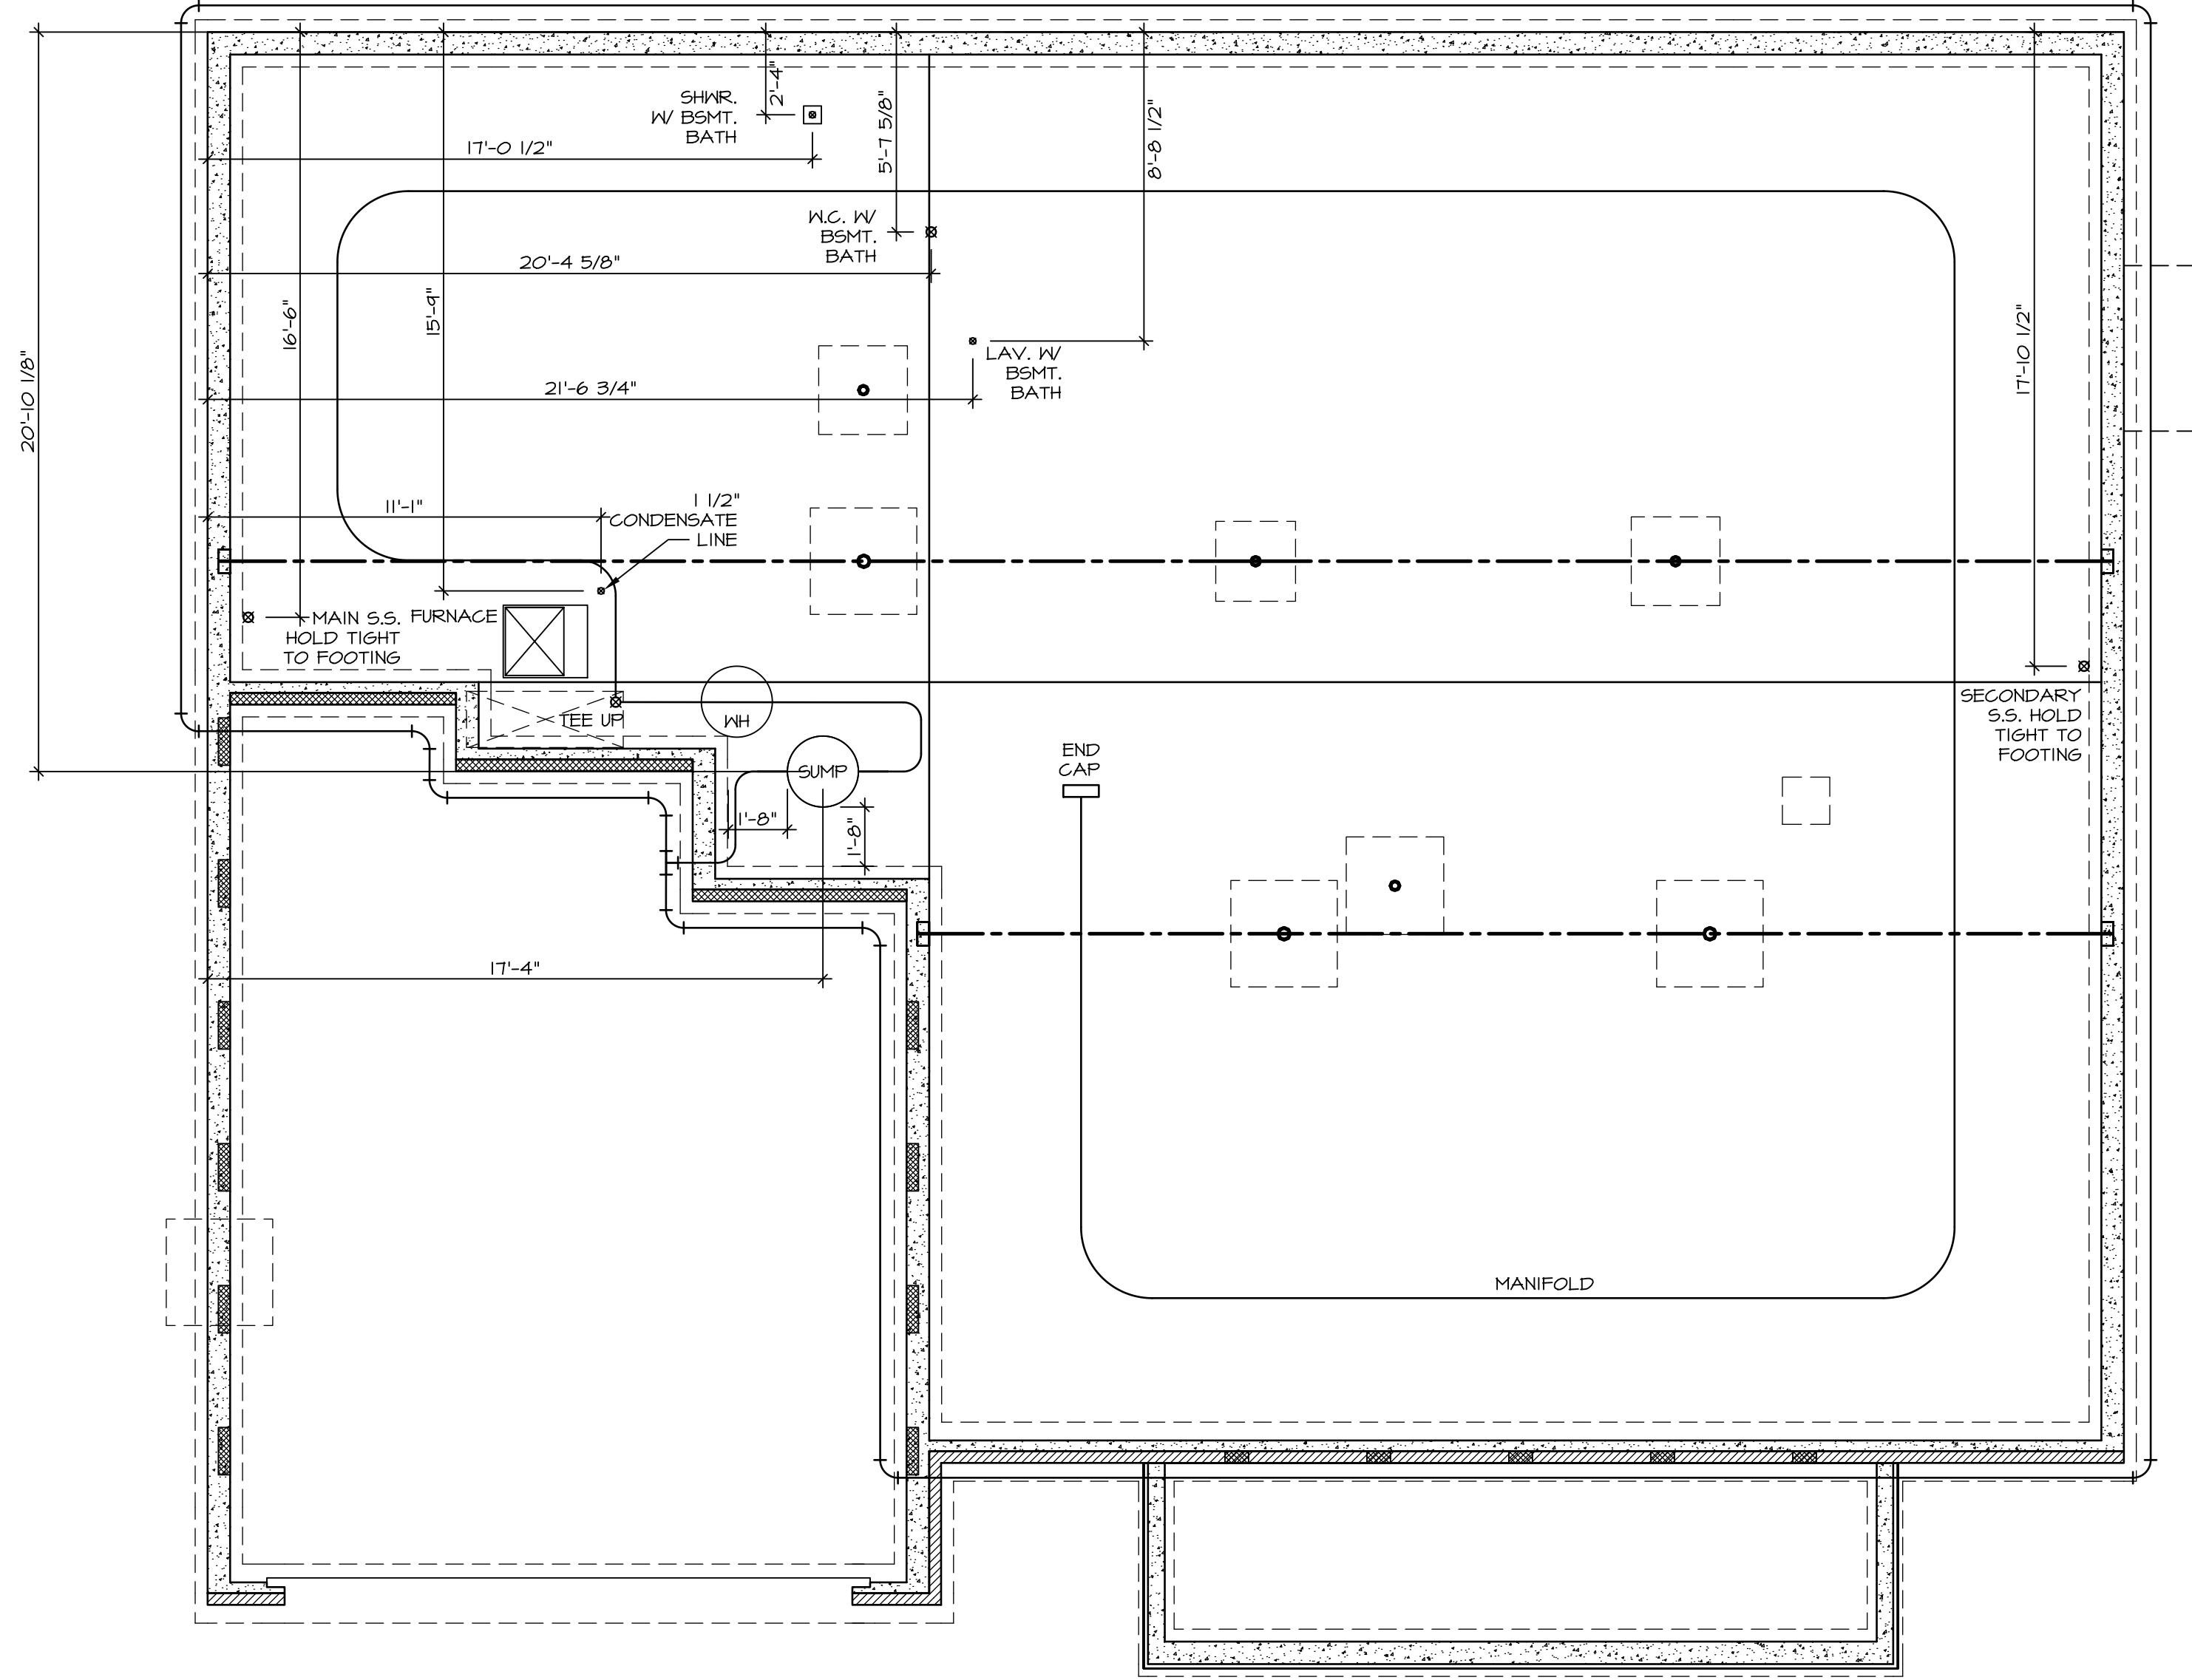 2'-4"
SHWR.
W/ BSMT.
BATH
17'-0 1/2"
5'-7 5/8"
8'-8 1/2"
W.C. W/
BSMT.
BATH
20'-4 5/8"
16'-6"
15'-9"
20'-10 1/8"
LAV. W/
BSMT.
BATH
21'-6 3/4"
17'-10 1/2"
11'-1"
1 1/2"
CONDENSATE
LINE
MAIN S.S.
HOLD TIGHT
TO FOOTING
FURNACE
TEE UP
WH
SUMP
END
CAP
SECONDARY
S.S. HOLD
TIGHT TO
FOOTING
1'-8"
1'-8"
17'-4"
MANIFOLD